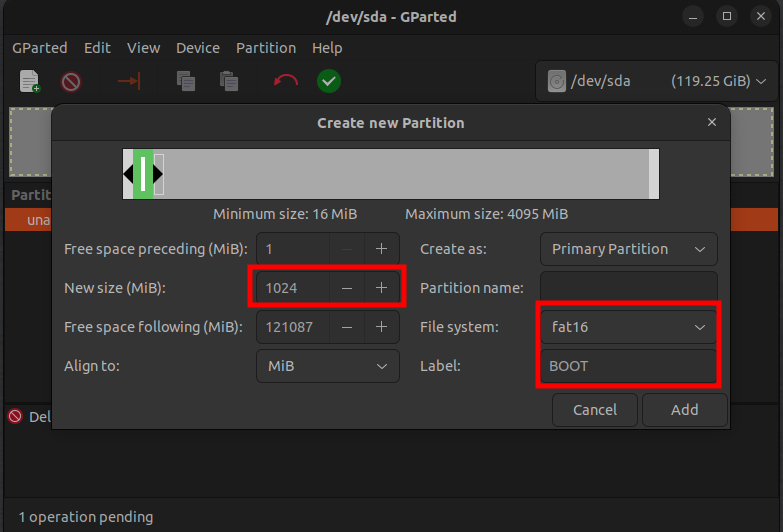 /dev/sda - GParted
GParted Edit View Device Partition Help
/dev/sda (119.25 GiB)
Create new Partition
Partiti
una
Minimum size: 16 MiB Maximum size: 4095 MiB
Free space preceding (MiB): 1 Create as: Primary Partition
New size (MiB): 1024 Partition name:
Free space following (MiB): 121087 File system: fat16
Align to: MiB Label: BOOT
Cancel Add
Del
1 operation pending